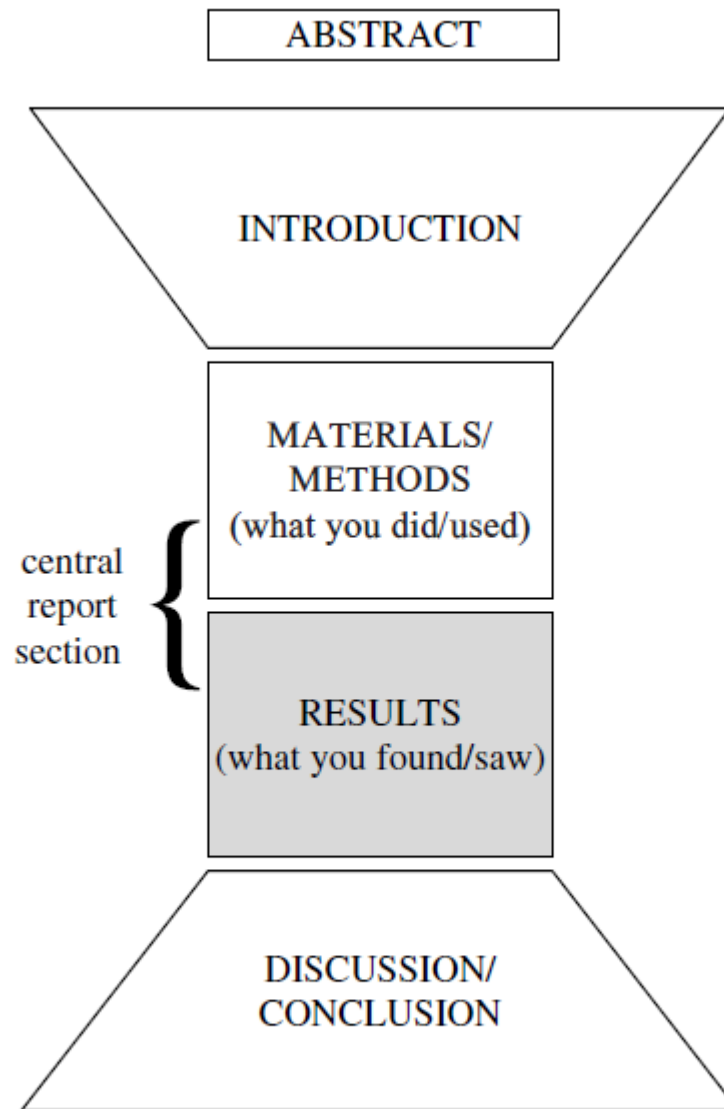 ABSTRACT
INTRODUCTION
MATERIALS/
METHODS
(what you did/used)
central
report
section
RESULTS
(what you found/saw)
DISCUSSION/
CONCLUSION